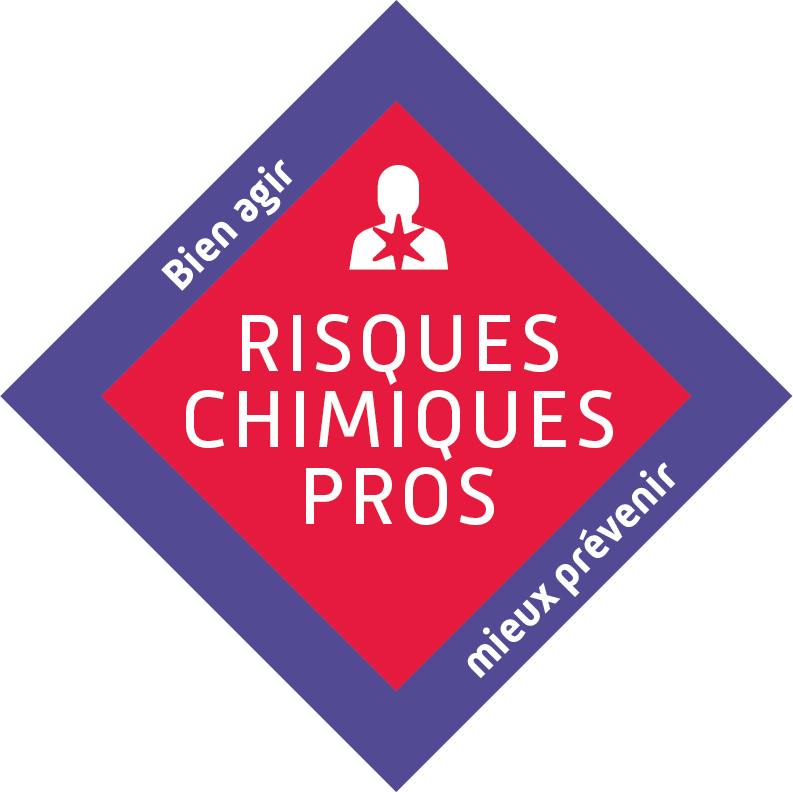 Bien agir
RISQUES
CHIMIQUES
PROS
mieux prévenir